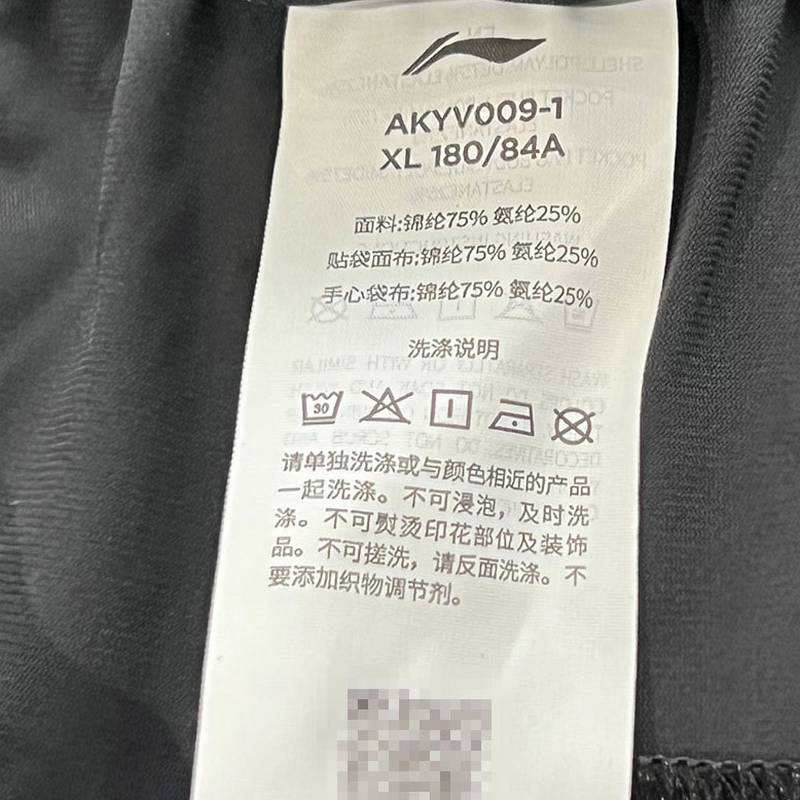 AKYV009-1
XL 180/84A
面料:锦纶75% 氨纶25%
贴袋面布:锦纶75% 氨纶25%
手心袋布:锦纶75% 氨纶25%
洗涤说明
30
请单独洗涤或与颜色相近的产品
一起洗涤。不可浸泡，及时洗
涤。不可熨烫印花部位及装饰
品。不可搓洗，请反面洗涤。不
要添加织物调节剂。